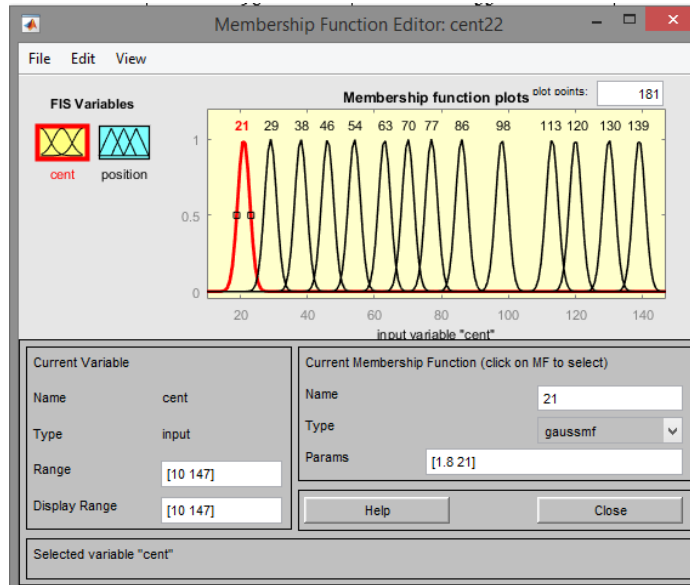 Membership Function Editor: cent22
File Edit View
FIS Variables
cent position
Membership function plots plot points: 181
21 29 38 46 54 63 70 77 86 98 113 120 130 139
1
0.5
0
20 40 60 80 100 120 140
input variable "cent"
Current Variable
Name cent
Type input
Range [10 147]
Display Range [10 147]
Current Membership Function (click on MF to select)
Name 21
Type gaussmf
Params [1.8 21]
Help Close
Selected variable "cent"